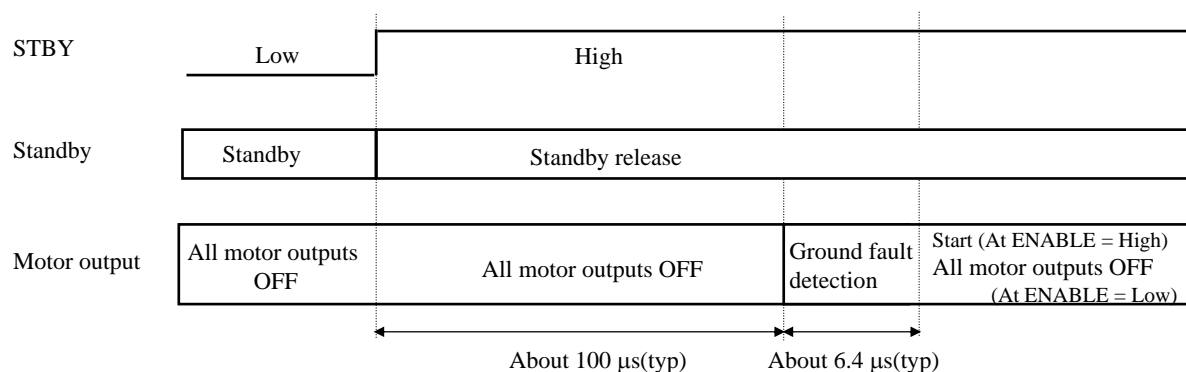 STBY
Low
High
Standby
Standby
Standby release
Motor output
All motor outputs
OFF
All motor outputs OFF
Ground fault
detection
Start (At ENABLE = High)
All motor outputs OFF
(At ENABLE = Low)
About 100 μs(typ)
About 6.4 μs(typ)